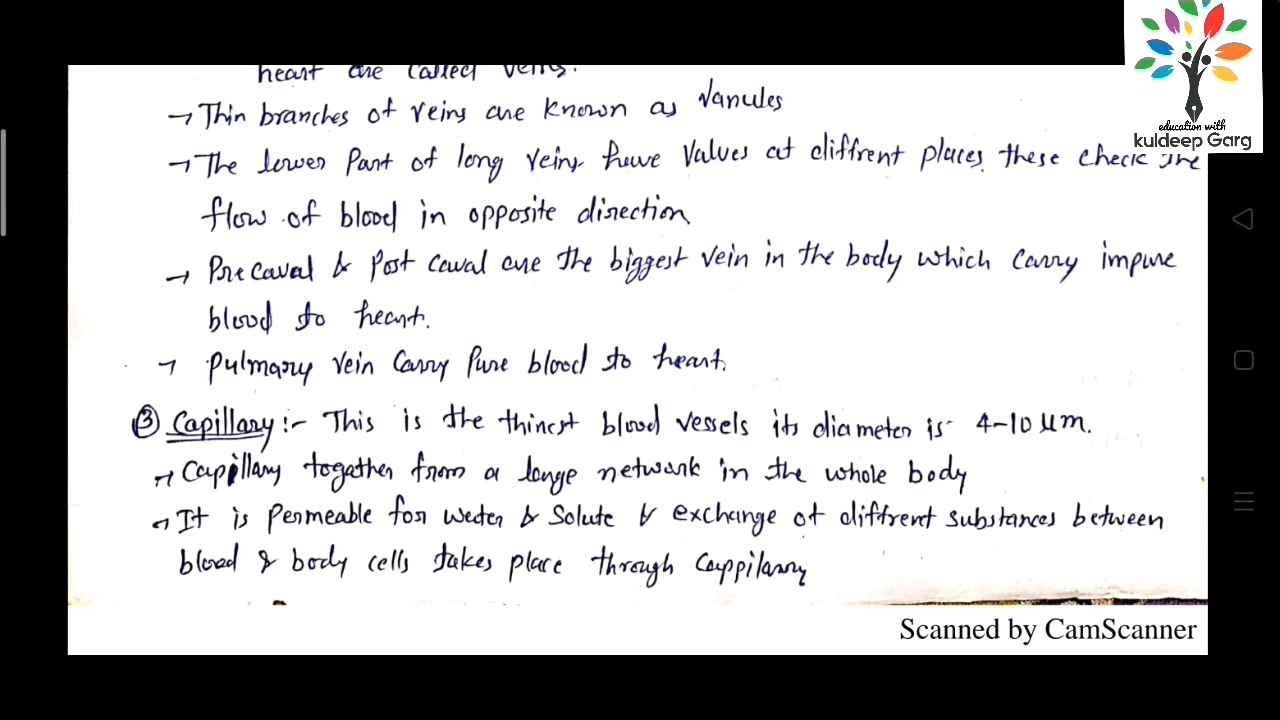 heart are called veins.
→ Thin branches of veins are known as Vanules
→ The lower part of long veins have Values at diffrent places. these check the
flow of blood in opposite direction
→ Precaval & Post caval are the biggest vein in the body which carry impure
blood to heart.
→ Pulmary vein carry Pure blood to heart.
③ Capillary :- This is the thinest blood vessels its diameter is 4-10 µm.
→ Capillary togather from a large network in the whole body
→ It is permeable for water & solute & exchange of diffrent substances between
blood & body cells takes place through Cappilarry
Scanned by CamScanner
education with
kuldeep Garg